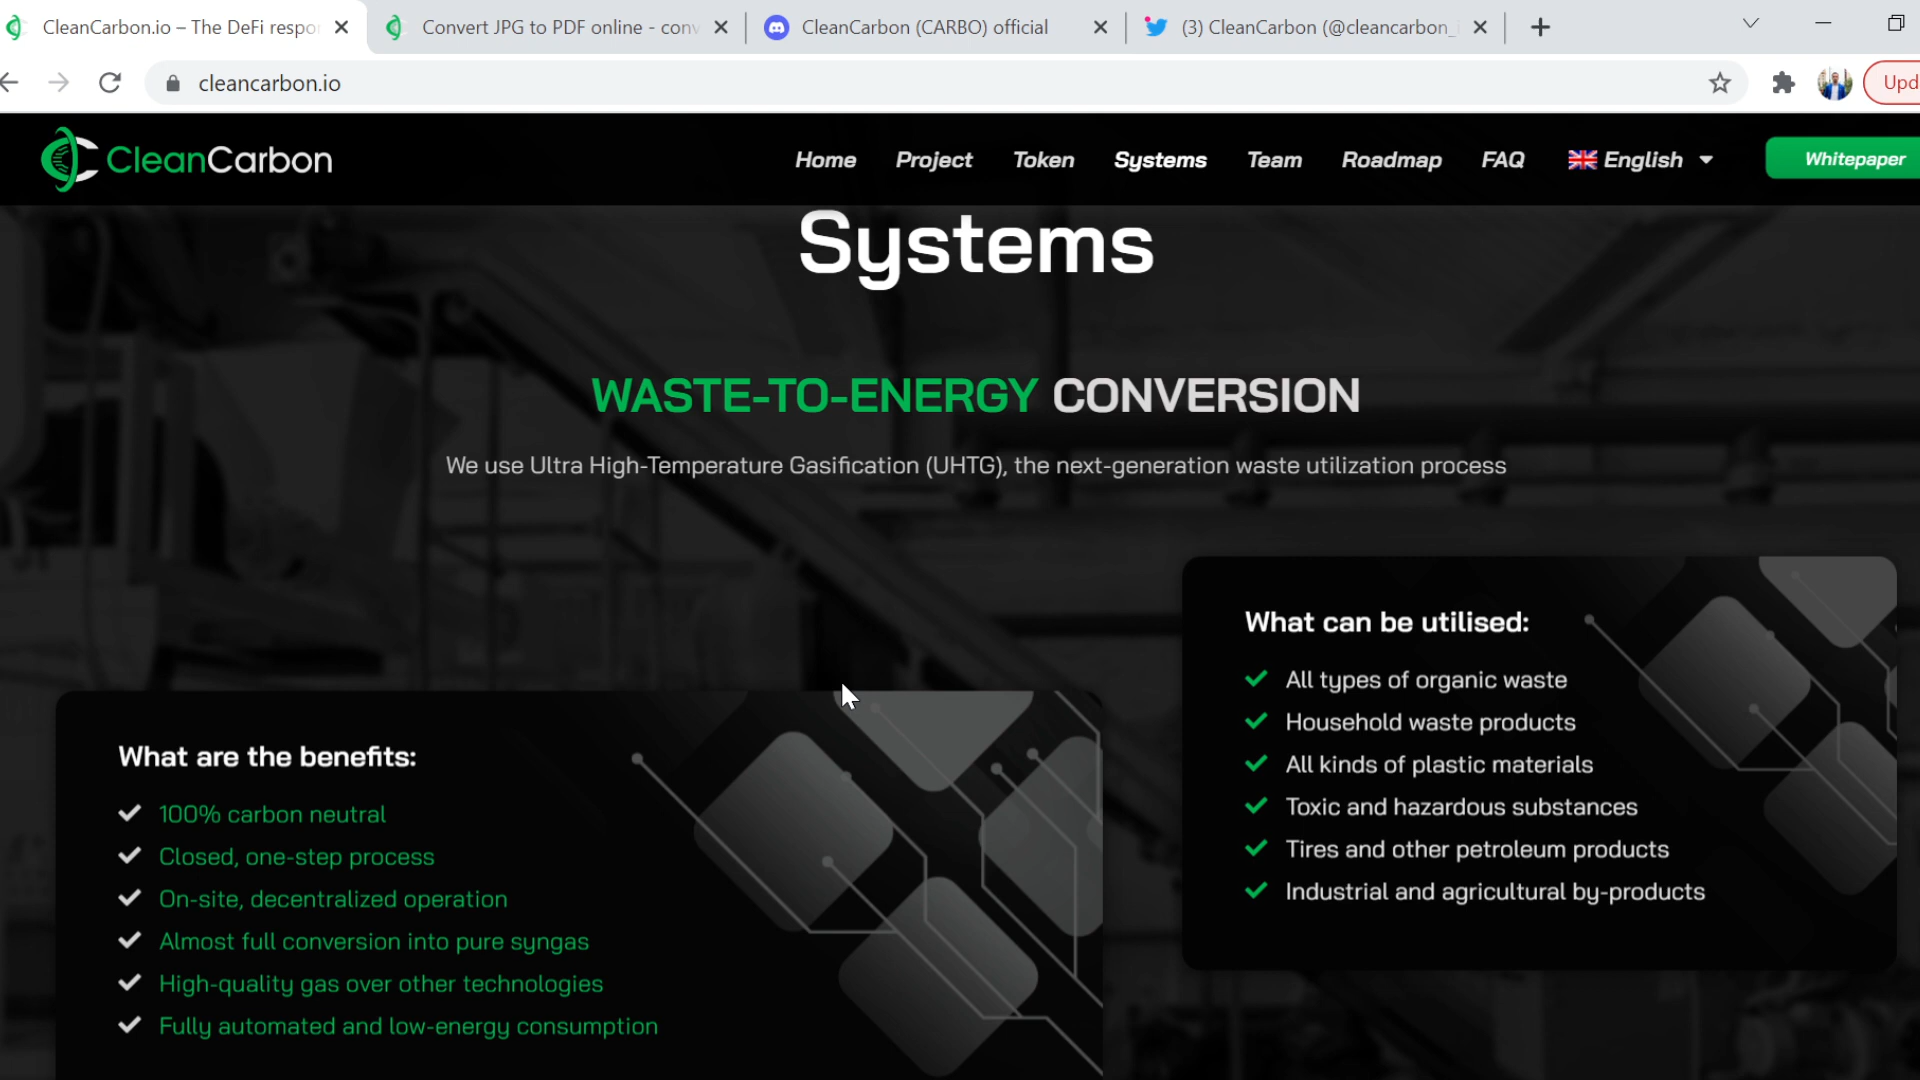 CleanCarbon.io – The DeFi respo
Convert JPG to PDF online - conv
CleanCarbon (CARBO) official
(3) CleanCarbon (@cleancarbon_i
cleancarbon.io
Upd
CleanCarbon
Home
Project
Token
Systems
Team
Roadmap
FAQ
English
Whitepaper
Systems
WASTE-TO-ENERGY CONVERSION
We use Ultra High-Temperature Gasification (UHTG), the next-generation waste utilization process
What can be utilised:
All types of organic waste
Household waste products
All kinds of plastic materials
Toxic and hazardous substances
Tires and other petroleum products
Industrial and agricultural by-products
What are the benefits:
100% carbon neutral
Closed, one-step process
On-site, decentralized operation
Almost full conversion into pure syngas
High-quality gas over other technologies
Fully automated and low-energy consumption